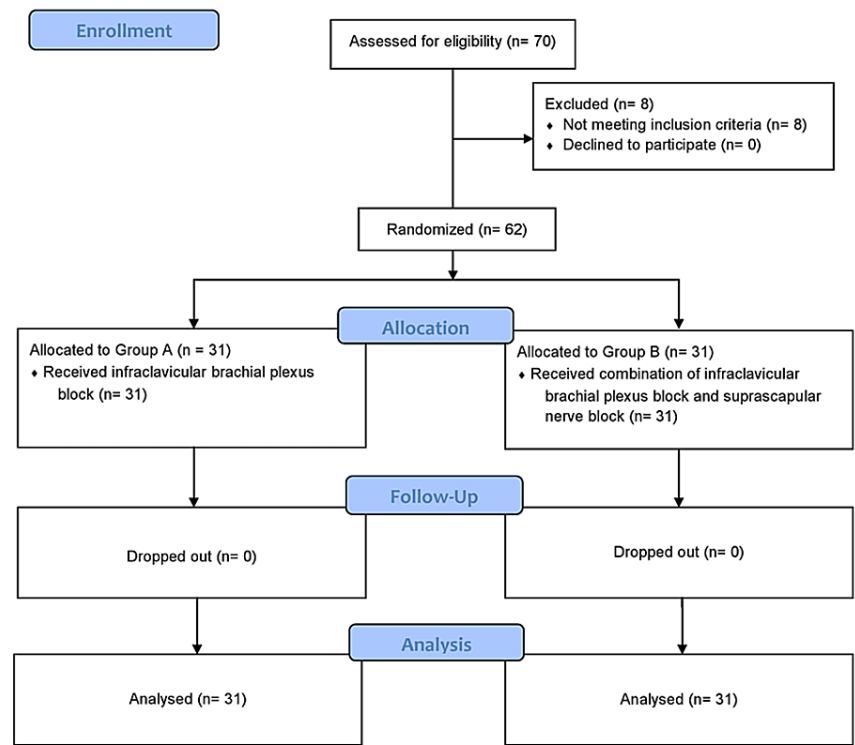 Enrollment
Assessed for eligibility (n= 70)
Excluded (n= 8)
♦ Not meeting inclusion criteria (n= 8)
♦ Declined to participate (n= 0)
Randomized (n= 62)
Allocation
Allocated to Group A (n = 31)
♦ Received infraclavicular brachial plexus
block (n= 31)
Allocated to Group B (n= 31)
♦ Received combination of infraclavicular
brachial plexus block and suprascapular
nerve block (n= 31)
Follow-Up
Dropped out (n= 0)
Dropped out (n= 0)
Analysis
Analysed (n= 31)
Analysed (n= 31)